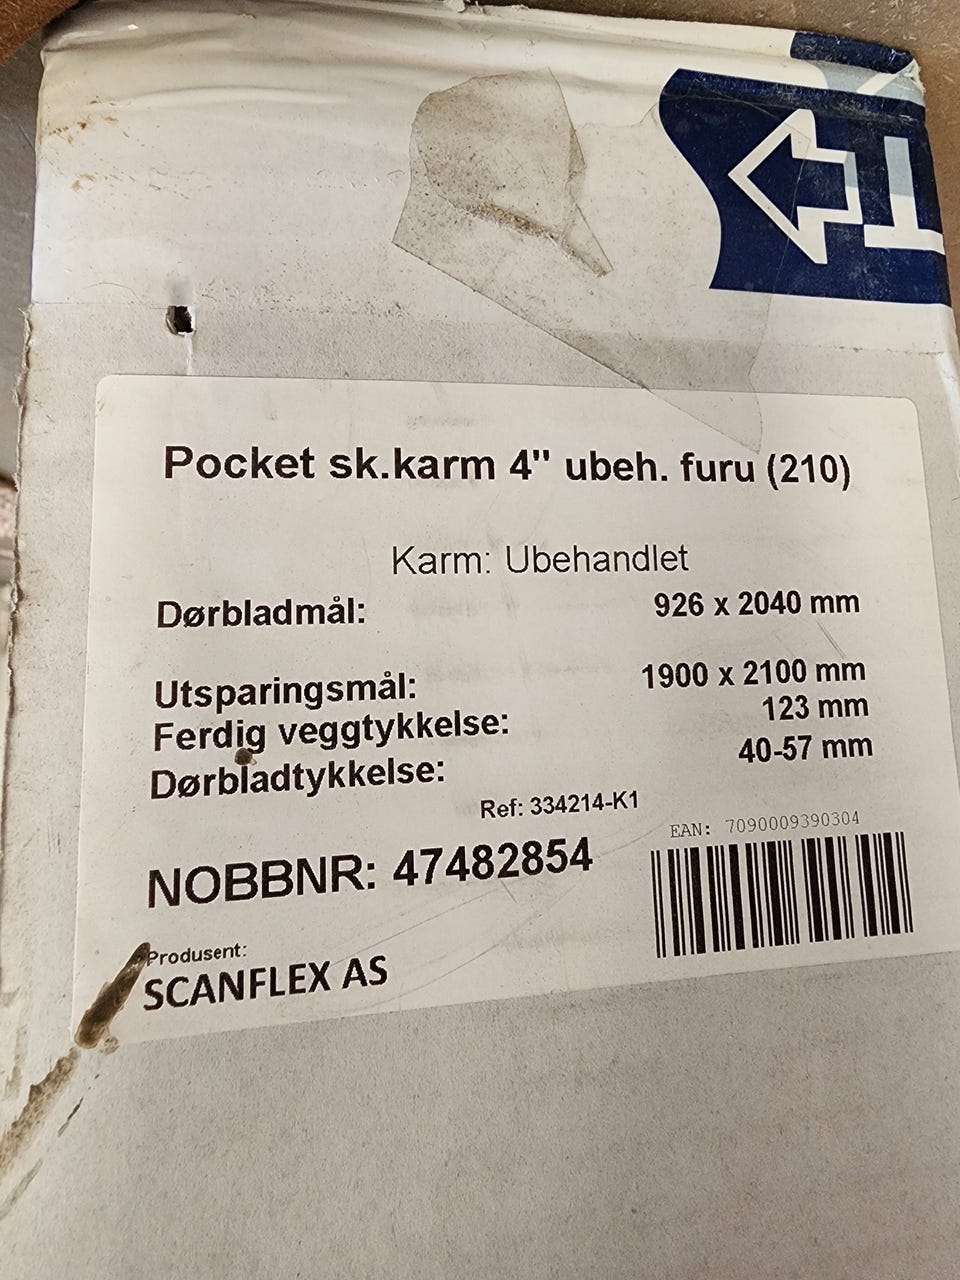 Pocket sk.karm 4" ubeh. furu (210)
Karm: Ubehandlet
Dørbladmål: 926 x 2040 mm
Utsparingsmål: 1900 x 2100 mm
Ferdig veggtykkelse: 123 mm
Dørbladtykkelse: 40-57 mm
Ref: 334214-K1
EAN: 7090009390304
NOBBNR: 47482854
Produsent:
SCANFLEX AS